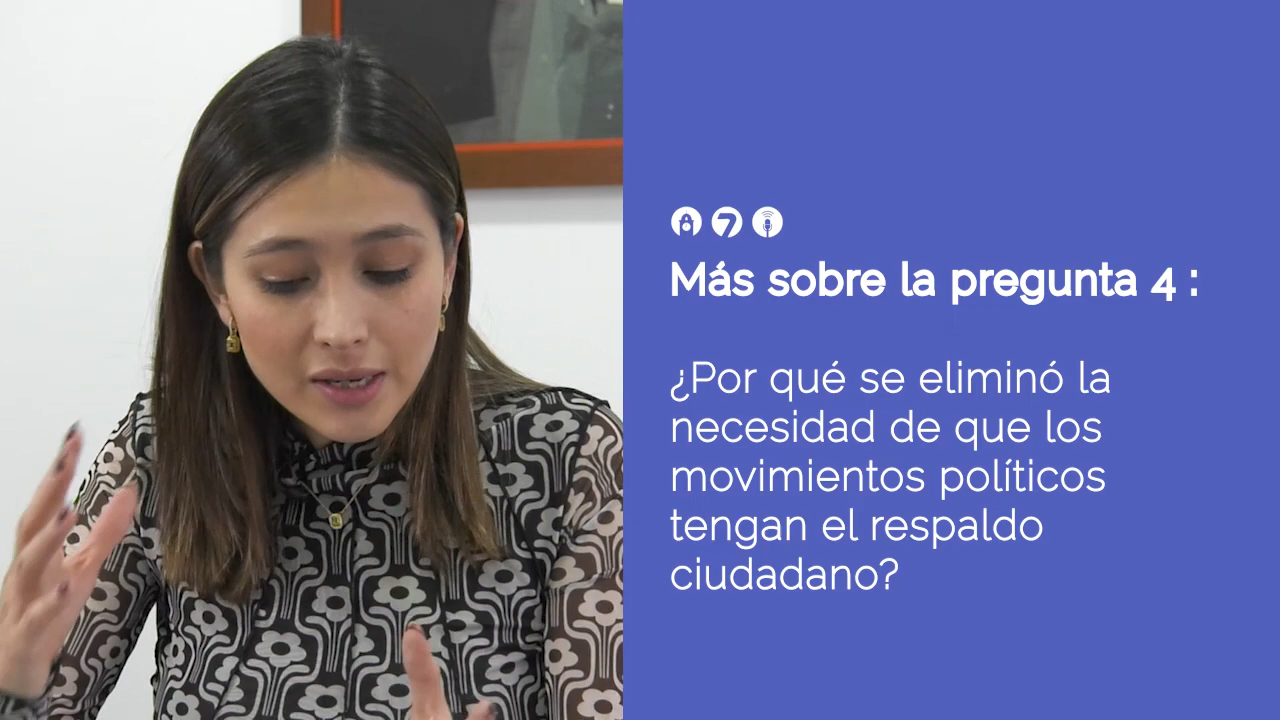 Más sobre la pregunta 4 :
¿Por qué se eliminó la
necesidad de que los
movimientos políticos
tengan el respaldo
ciudadano?